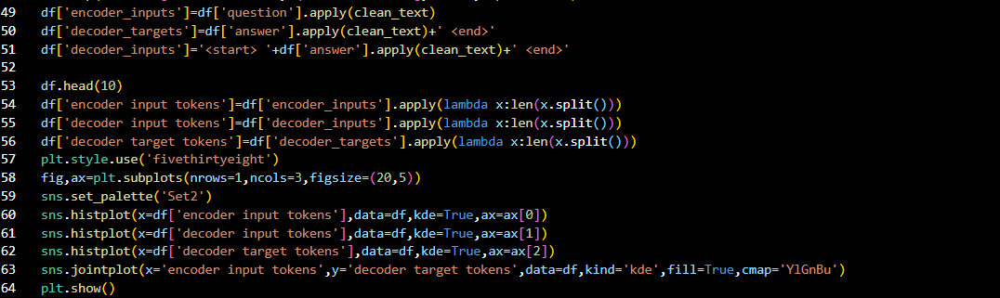 49 df['encoder_inputs']=df['question'].apply(clean_text)
50 df['decoder_targets']=df['answer'].apply(clean_text)+' <end>'
51 df['decoder_inputs']='<start> '+df['answer'].apply(clean_text)+' <end>'
52
53 df.head(10)
54 df['encoder input tokens']=df['encoder_inputs'].apply(lambda x:len(x.split()))
55 df['decoder input tokens']=df['decoder_inputs'].apply(lambda x:len(x.split()))
56 df['decoder target tokens']=df['decoder_targets'].apply(lambda x:len(x.split()))
57 plt.style.use('fivethirtyeight')
58 fig,ax=plt.subplots(nrows=1,ncols=3,figsize=(20,5))
59 sns.set_palette('Set2')
60 sns.histplot(x=df['encoder input tokens'],data=df,kde=True,ax=ax[0])
61 sns.histplot(x=df['decoder input tokens'],data=df,kde=True,ax=ax[1])
62 sns.histplot(x=df['decoder target tokens'],data=df,kde=True,ax=ax[2])
63 sns.jointplot(x='encoder input tokens',y='decoder target tokens',data=df,kind='kde',fill=True,cmap='YlGnBu')
64 plt.show()